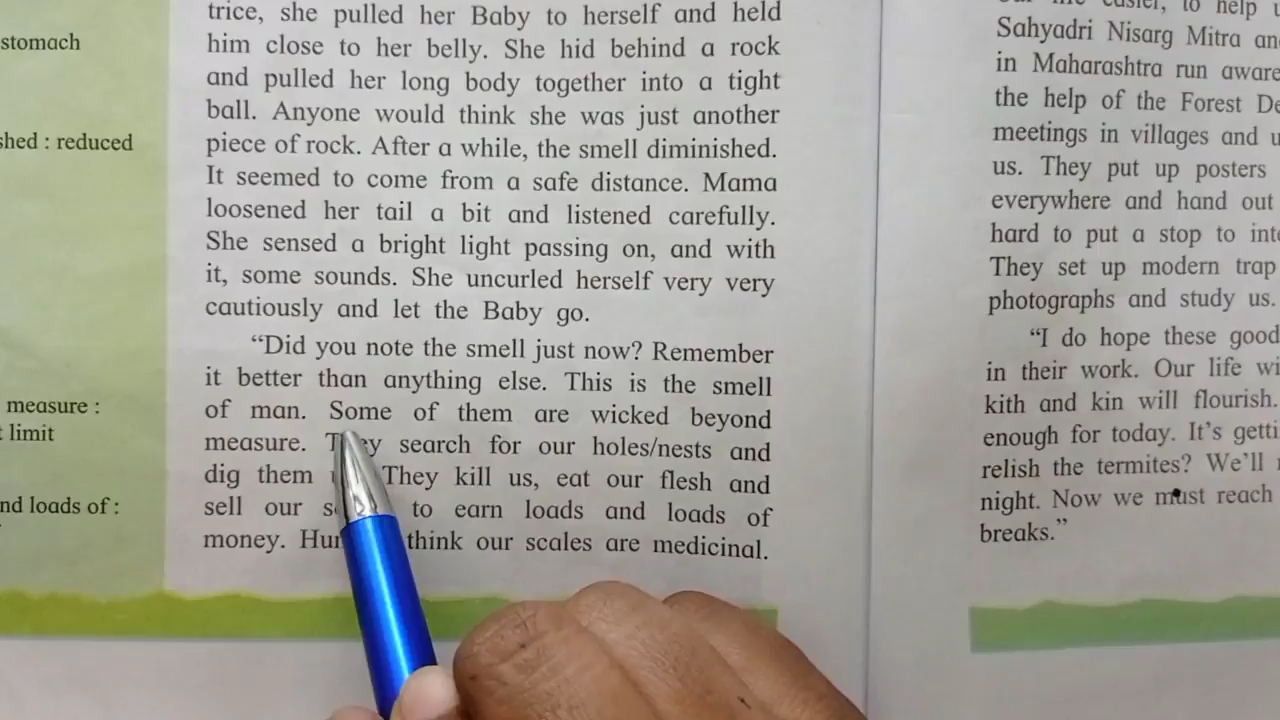 stomach
shed : reduced
measure :
limit
nd loads of :
trice, she pulled her Baby to herself and held
him close to her belly. She hid behind a rock
and pulled her long body together into a tight
ball. Anyone would think she was just another
piece of rock. After a while, the smell diminished.
It seemed to come from a safe distance. Mama
loosened her tail a bit and listened carefully.
She sensed a bright light passing on, and with
it, some sounds. She uncurled herself very very
cautiously and let the Baby go.
“Did you note the smell just now? Remember
it better than anything else. This is the smell
of man. Some of them are wicked beyond
measure. They search for our holes/nests and
dig them They kill us, eat our flesh and
sell our to earn loads and loads of
money. think our scales are medicinal.
easier, to help
Sahyadri Nisarg Mitra an
in Maharashtra run aware
the help of the Forest De
meetings in villages and u
us. They put up posters
everywhere and hand out
hard to put a stop to inte
They set up modern trap
photographs and study us.
“I do hope these good
in their work. Our life wi
kith and kin will flourish.
enough for today. It’s getti
relish the termites? We’ll
night. Now we must reach
breaks.”